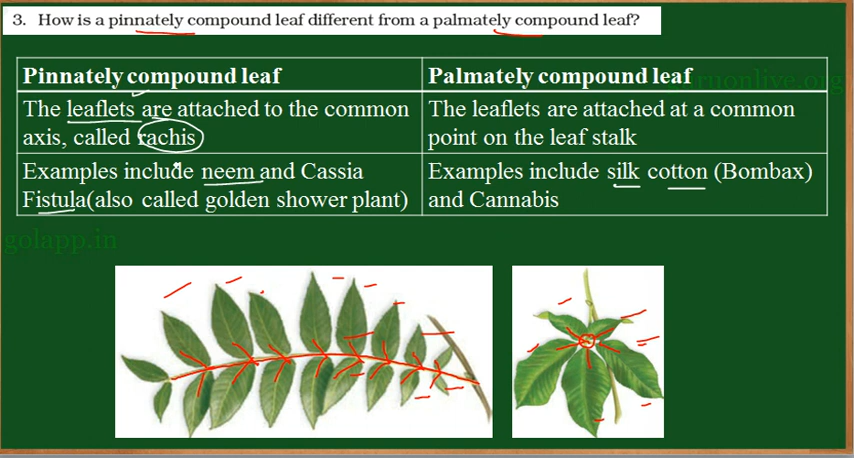 3. How is a pinnately compound leaf different from a palmately compound leaf?
Pinnately compound leaf
Palmately compound leaf
The leaflets are attached to the common
axis, called rachis
The leaflets are attached at a common
point on the leaf stalk
Examples include neem and Cassia
Fistula(also called golden shower plant)
Examples include silk cotton (Bombax)
and Cannabis
golapp.in